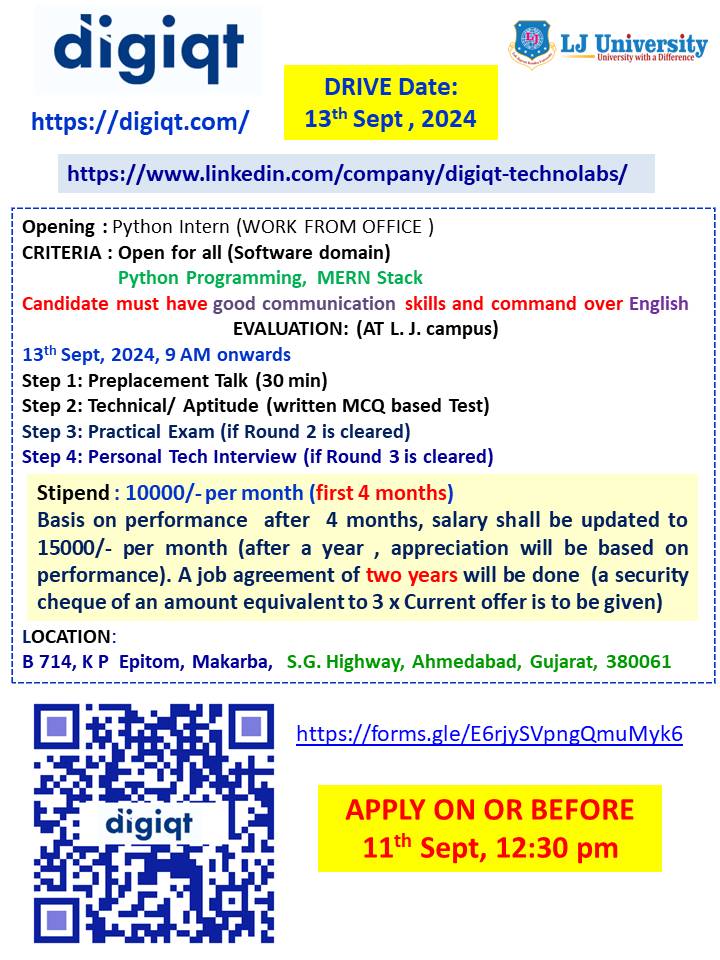 digiqt
LJ University
University with a Difference
DRIVE Date:
13th Sept , 2024
https://digiqt.com/
https://www.linkedin.com/company/digiqt-technolabs/
Opening : Python Intern (WORK FROM OFFICE )
CRITERIA : Open for all (Software domain)
Python Programming, MERN Stack
Candidate must have good communication skills and command over English
EVALUATION: (AT L. J. campus)
13th Sept, 2024, 9 AM onwards
Step 1: Preplacement Talk (30 min)
Step 2: Technical/ Aptitude (written MCQ based Test)
Step 3: Practical Exam (if Round 2 is cleared)
Step 4: Personal Tech Interview (if Round 3 is cleared)
Stipend : 10000/- per month (first 4 months)
Basis on performance after 4 months, salary shall be updated to
15000/- per month (after a year , appreciation will be based on
performance). A job agreement of two years will be done (a security
cheque of an amount equivalent to 3 x Current offer is to be given)
LOCATION:
B 714, K P Epitom, Makarba, S.G. Highway, Ahmedabad, Gujarat, 380061
https://forms.gle/E6rjySVpngQmuMyk6
digiqt
APPLY ON OR BEFORE
11th Sept, 12:30 pm